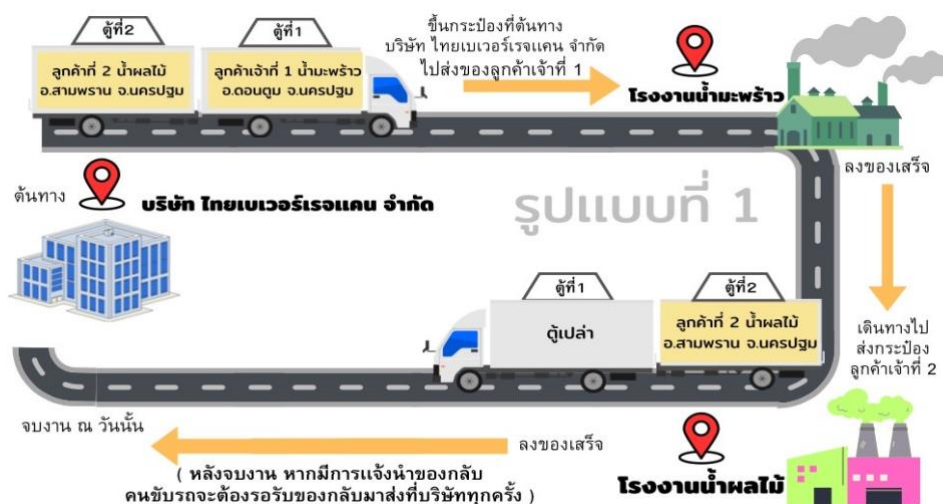 ตู้ที่2
ตู้ที่1
ลูกค้าที่ 2 น้ำผลไม้
อ.สามพราน จ.นครปฐม
ลูกค้าเจ้าที่ 1 น้ำมะพร้าว
อ.ดอนตูม จ.นครปฐม
ขึ้นกระป๋องที่ต้นทาง
บริษัท ไทยเบเวอร์เรจแคน จำกัด
ไปส่งของลูกค้าเจ้าที่ 1
โรงงานน้ำมะพร้าว
ลงของเสร็จ
ต้นทาง
บริษัท ไทยเบเวอร์เรจแคน จำกัด
รูปแบบที่ 1
ตู้ที่1
ตู้ที่2
ตู้เปล่า
ลูกค้าที่ 2 น้ำผลไม้
อ.สามพราน จ.นครปฐม
เดินทางไป
ส่งกระป๋อง
ลูกค้าเจ้าที่ 2
จบงาน ณ วันนั้น
ลงของเสร็จ
โรงงานน้ำผลไม้
( หลังจบงาน หากมีการแจ้งนำของกลับ
คนขับรถจะต้องรอรับของกลับมาส่งที่บริษัททุกครั้ง )